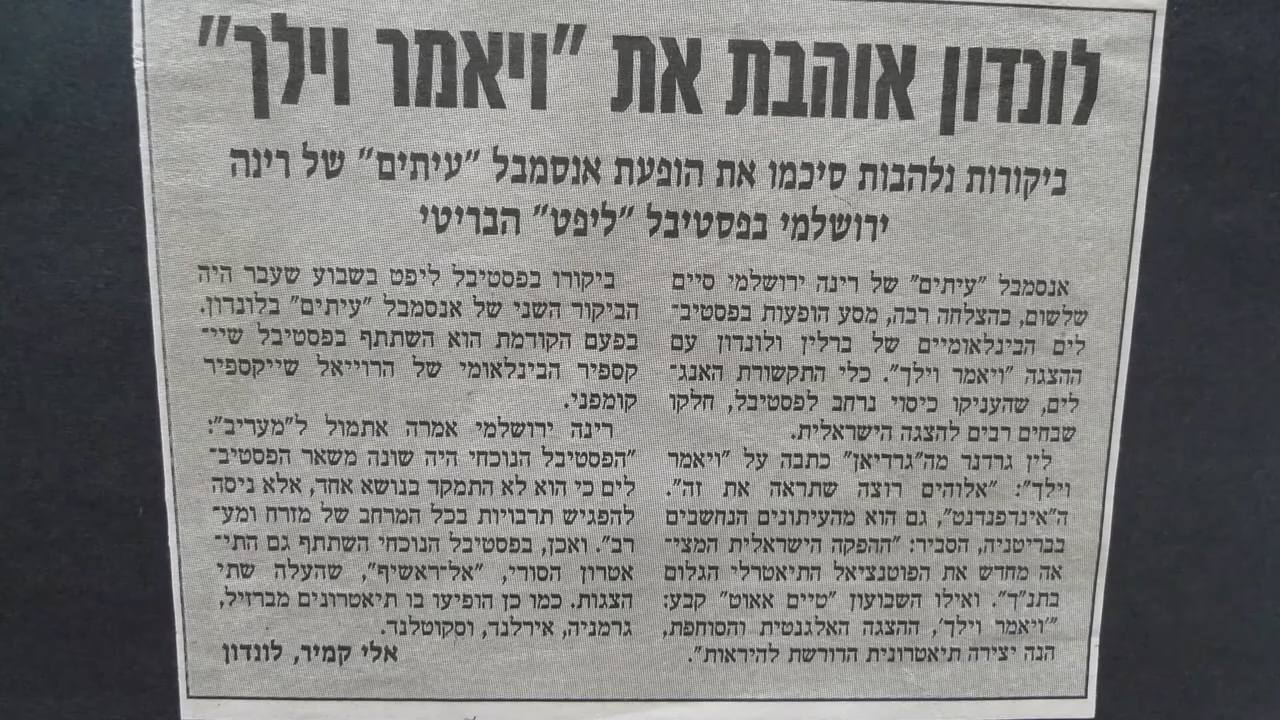 לונדון אוהבת את "ויאמר וילך"
ביקורות נלהבות סיכמו את הופעת אנסמבל "עיתים" של רינה
ירושלמי בפסטיבל "ליפט" הבריטי
אנסמבל "עיתים" של רינה ירושלמי סיים
שלשום, בהצלחה רבה, מסע הופעות בפסטיב־
לים הבינלאומיים של ברלין ולונדון עם
ההצגה "ויאמר וילך". כלי התקשורת האנג־
לים, שהעניקו כיסוי נרחב לפסטיבל, חלקו
שבחים רבים להצגה הישראלית.
לין גרדנר מה"גרדיאן" כתבה על "ויאמר
וילך": "אלוהים רוצה שתראה את זה".
ה"אינדפנדנט", גם הוא מהעיתונים הנחשבים
בבריטניה, הסביר: "ההפקה הישראלית המצי־
אה מחדש את הפוטנציאל התיאטרלי הגלום
בתנ"ך". ואילו השבועון "טיים אאוט" קבע:
"'ויאמר וילך', ההצגה האלגנטית והסוחפת,
הנה יצירה תיאטרונית הדורשת להיראות".
ביקורו בפסטיבל ליפט בשבוע שעבר היה
הביקור השני של אנסמבל "עיתים" בלונדון.
בפעם הקודמת הוא השתתף בפסטיבל שיי־
קספיר הבינלאומי של הרוייאל שייקספיר
קומפני.
רינה ירושלמי אמרה אתמול ל"מעריב":
"הפסטיבל הנוכחי היה שונה משאר הפסטיב־
לים כי הוא לא התמקד בנושא אחד, אלא ניסה
להפגיש תרבויות בכל המרחב של מזרח ומע־
רב". ואכן, בפסטיבל הנוכחי השתתף גם התי־
אטרון הסורי, "אל־ראשיף", שהעלה שתי
הצגות. כמו כן הופיעו בו תיאטרונים מברזיל,
גרמניה, אירלנד, וסקוטלנד.
אלי קמיר, לונדון